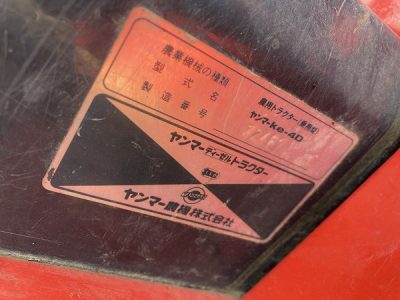 農業機械の種類 農用トラクター(乗用型)
型式名 ヤンマーKe-4D
製造番号
ヤンマーディーゼルトラクター
ヤンマー農機株式会社